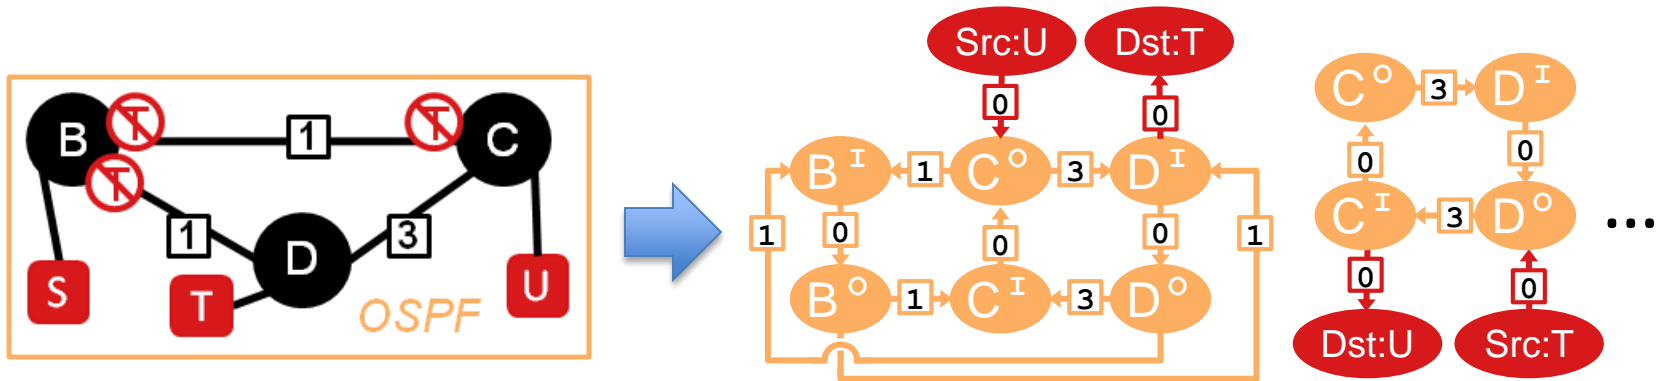 B T 1 T C
T
1 D 3
S T U
OSPF
Src:U Dst:T
0 0
B I 1 C O 3 D I
1 0 0 0 1
B O 1 C I 3 D O
C O 3 D I
0 0
C I 3 D O ...
0 0
Dst:U Src:T